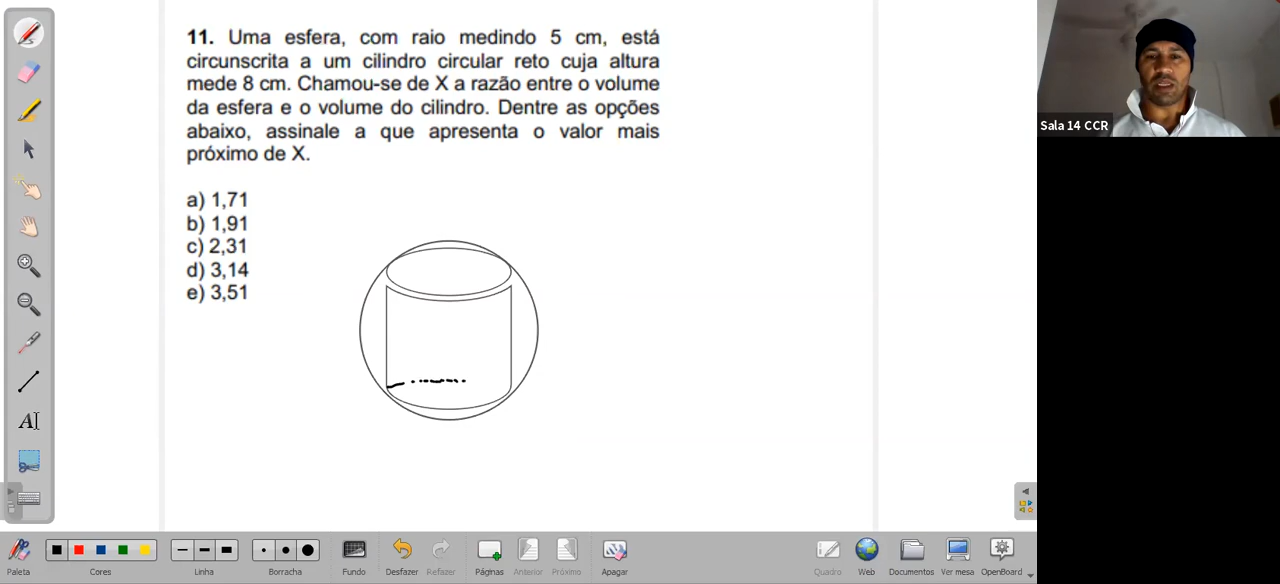 11. Uma esfera, com raio medindo 5 cm, está
circunscrita a um cilindro circular reto cuja altura
mede 8 cm. Chamou-se de X a razão entre o volume
da esfera e o volume do cilindro. Dentre as opções
abaixo, assinale a que apresenta o valor mais
próximo de X.
a) 1,71
b) 1,91
c) 2,31
d) 3,14
e) 3,51
Sala 14 CCR
A
Paleta
Cores
Linha
Borracha
Fundo
Desfazer
Refazer
Páginas
Anterior
Próximo
Apagar
Quadro
Web
Documentos
Ver mesa
OpenBoard